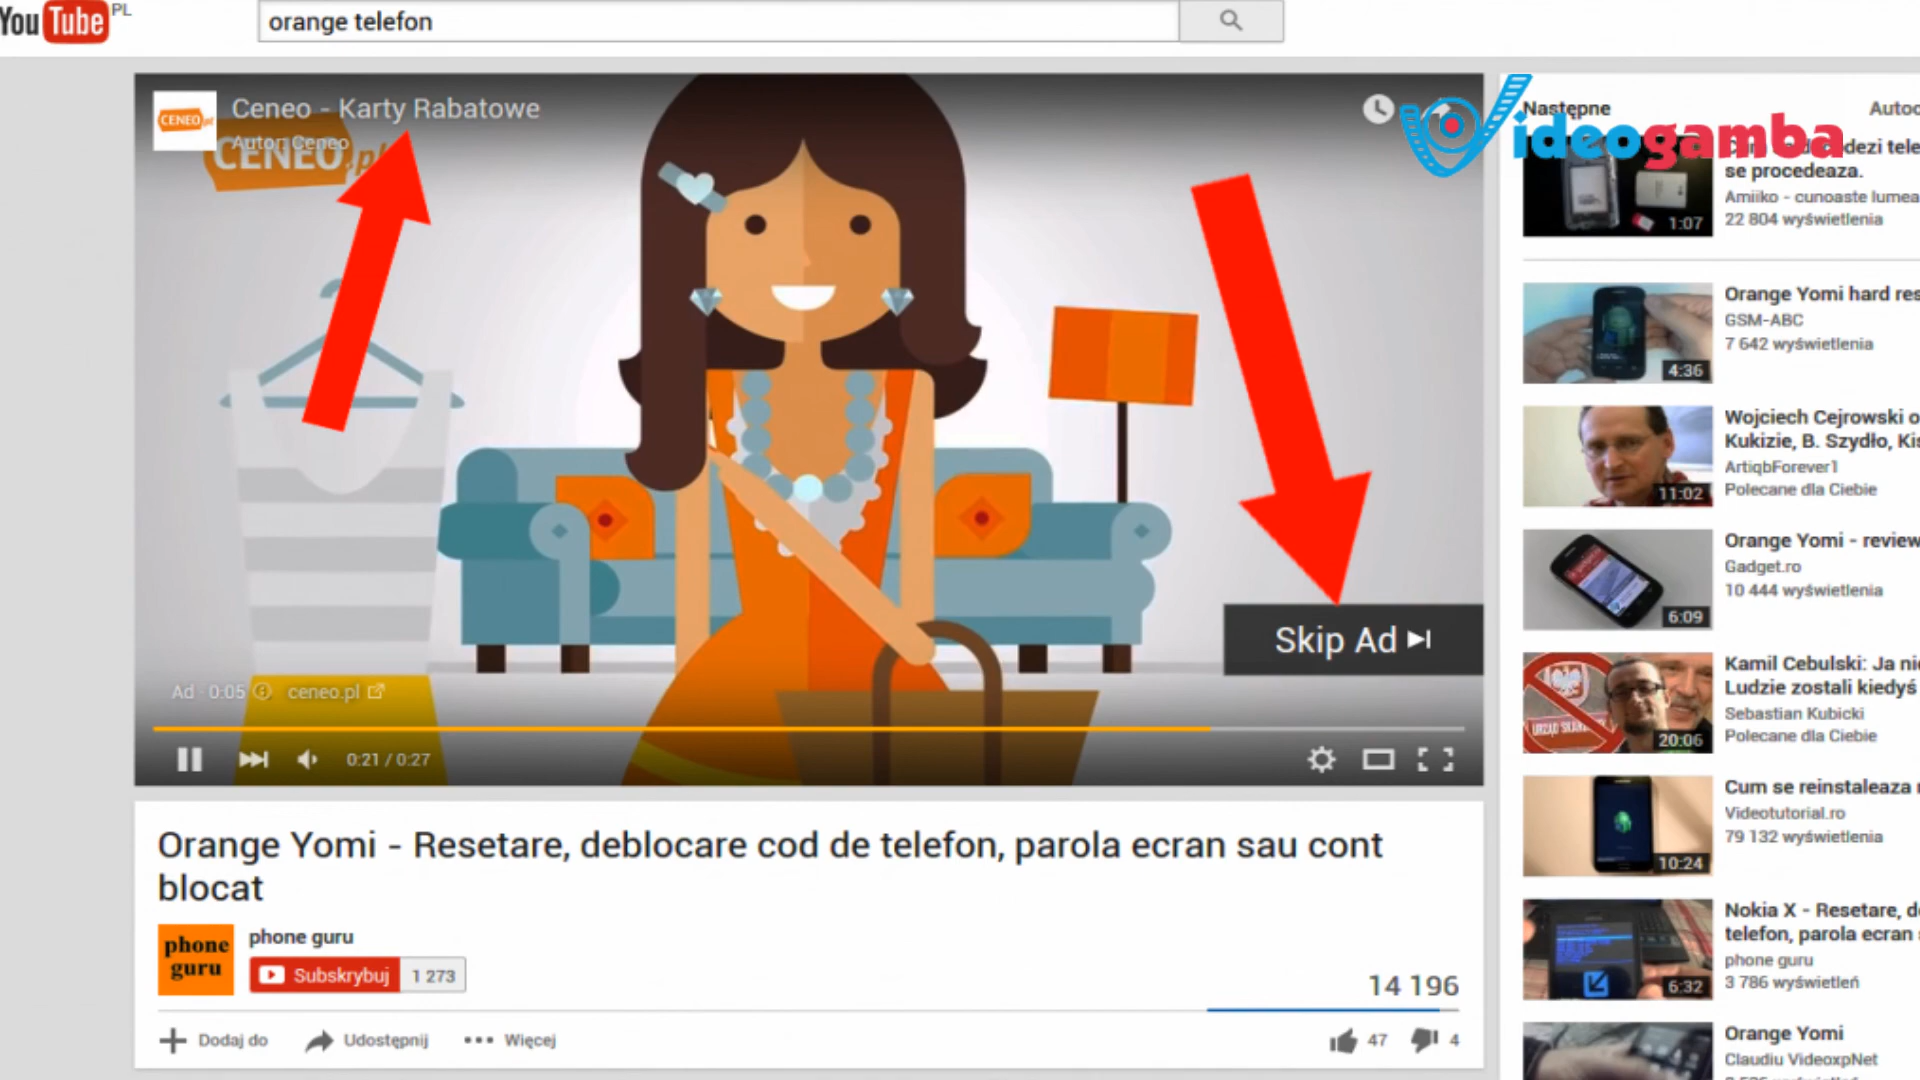 YouTube PL
orange telefon
CENEO
Ceneo - Karty Rabatowe
Autor: Ceneo
CENEO.pl
Skip Ad
Ad · 0:05
ceneo.pl
0:21 / 0:27
Orange Yomi - Resetare, deblocare cod de telefon, parola ecran sau cont
blocat
phone
guru
phone guru
Subskrybuj
1 273
14 196
Dodaj do
Udostępnij
Więcej
47
4
Następne
Videogamba
se procedeaza.
Amiiko - cunoaste lumea
22 804 wyświetlenia
1:07
Orange Yomi hard res
GSM-ABC
7 642 wyświetlenia
4:36
Wojciech Cejrowski o
Kukizie, B. Szydło, Kis
ArtiqbForever1
Polecane dla Ciebie
11:02
Orange Yomi - review
Gadget.ro
10 444 wyświetlenia
6:09
Kamil Cebulski: Ja nie
Ludzie zostali kiedyś
Sebastian Kubicki
Polecane dla Ciebie
20:06
Cum se reinstaleaza
Videotutorial.ro
79 132 wyświetlenia
10:24
Nokia X - Resetare, de
telefon, parola ecran
phone guru
3 786 wyświetleń
6:32
Orange Yomi
Claudiu VideoxpNet